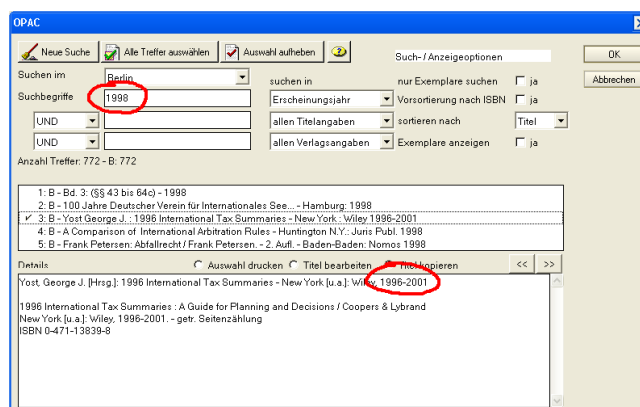 OPAC
Neue Suche Alle Treffer auswählen Auswahl aufheben Such- / Anzeigeoptionen OK
Suchen im Berlin suchen in nur Exemplare suchen ja Abbrechen
Suchbegriffe 1998 Erscheinungsjahr Vorsortierung nach ISBN ja
UND allen Titelangaben sortieren nach Titel
UND allen Verlagsangaben Exemplare anzeigen ja
Anzahl Treffer: 772 - B: 772
1: B - Bd. 3: (§§ 43 bis 64c) - 1998
2: B - 100 Jahre Deutscher Verein für Internationales See... - Hamburg: 1998
3: B - Yost George J. : 1996 International Tax Summaries - New York : Wiley 1996-2001
4: B - A Comparison of International Arbitration Rules - Huntington N.Y.: Juris Publ. 1998
5: B - Frank Petersen: Abfallrecht / Frank Petersen. - 2. Aufl. - Baden-Baden: Nomos 1998
Details Auswahl drucken Titel bearbeiten Titel kopieren << >>
Yost, George J. [Hrsg.]: 1996 International Tax Summaries - New York [u.a.]: Wiley, 1996-2001
1996 International Tax Summaries : A Guide for Planning and Decisions / Coopers & Lybrand
New York [u.a.]: Wiley, 1996-2001. - getr. Seitenzählung
ISBN 0-471-13839-8